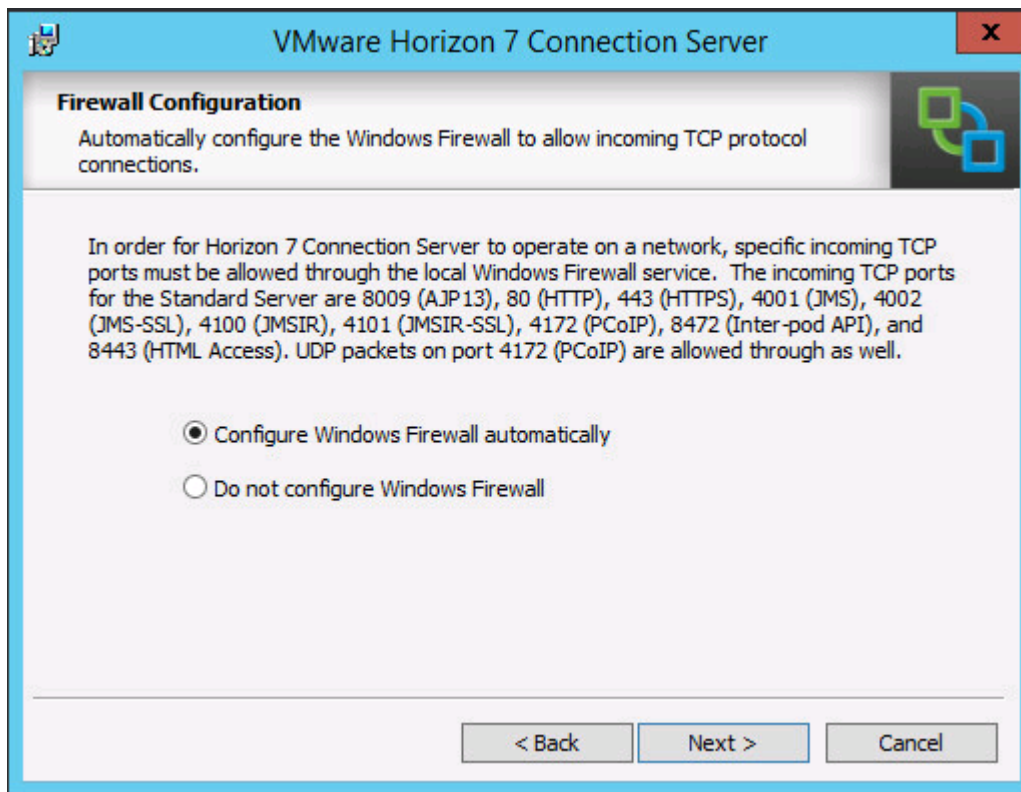 VMware Horizon 7 Connection Server
x
Firewall Configuration
Automatically configure the Windows Firewall to allow incoming TCP protocol
connections.
In order for Horizon 7 Connection Server to operate on a network, specific incoming TCP
ports must be allowed through the local Windows Firewall service.  The incoming TCP ports
for the Standard Server are 8009 (AJP13), 80 (HTTP), 443 (HTTPS), 4001 (JMS), 4002
(JMS-SSL), 4100 (JMSIR), 4101 (JMSIR-SSL), 4172 (PCoIP), 8472 (Inter-pod API), and
8443 (HTML Access). UDP packets on port 4172 (PCoIP) are allowed through as well.
Configure Windows Firewall automatically
Do not configure Windows Firewall
< Back Next > Cancel